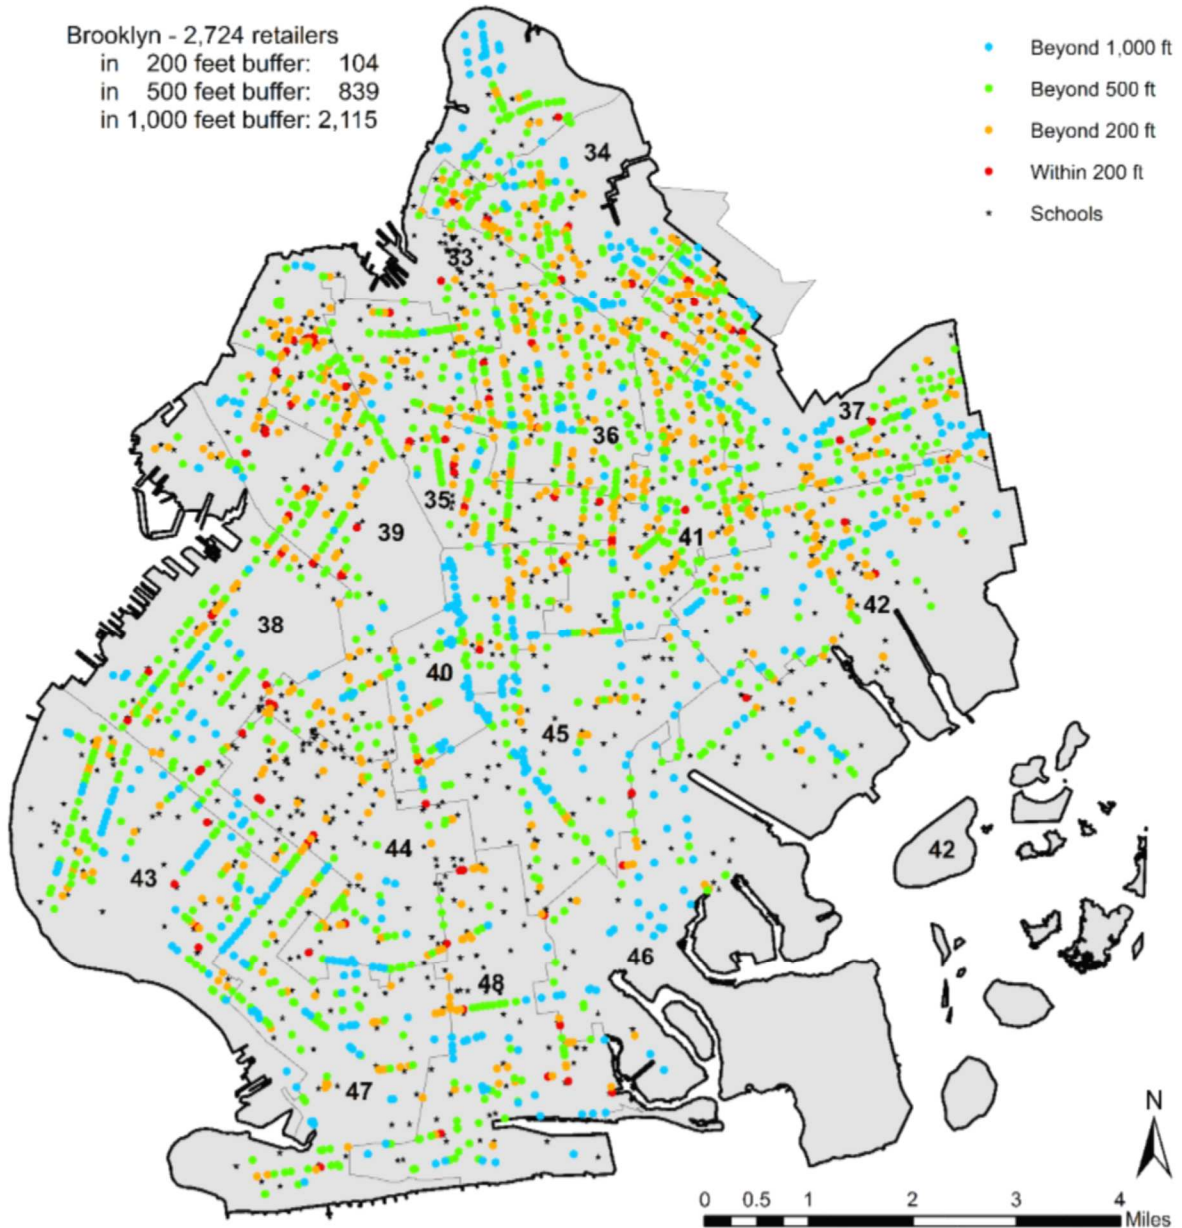 Brooklyn - 2,724 retailers
in 200 feet buffer: 104
in 500 feet buffer: 839
in 1,000 feet buffer: 2,115
Beyond 1,000 ft
Beyond 500 ft
Beyond 200 ft
Within 200 ft
Schools
34
33
37
36
35
39
41
42
38
40
45
44
42
43
46
48
47
N
0 0.5 1 2 3 4
Miles